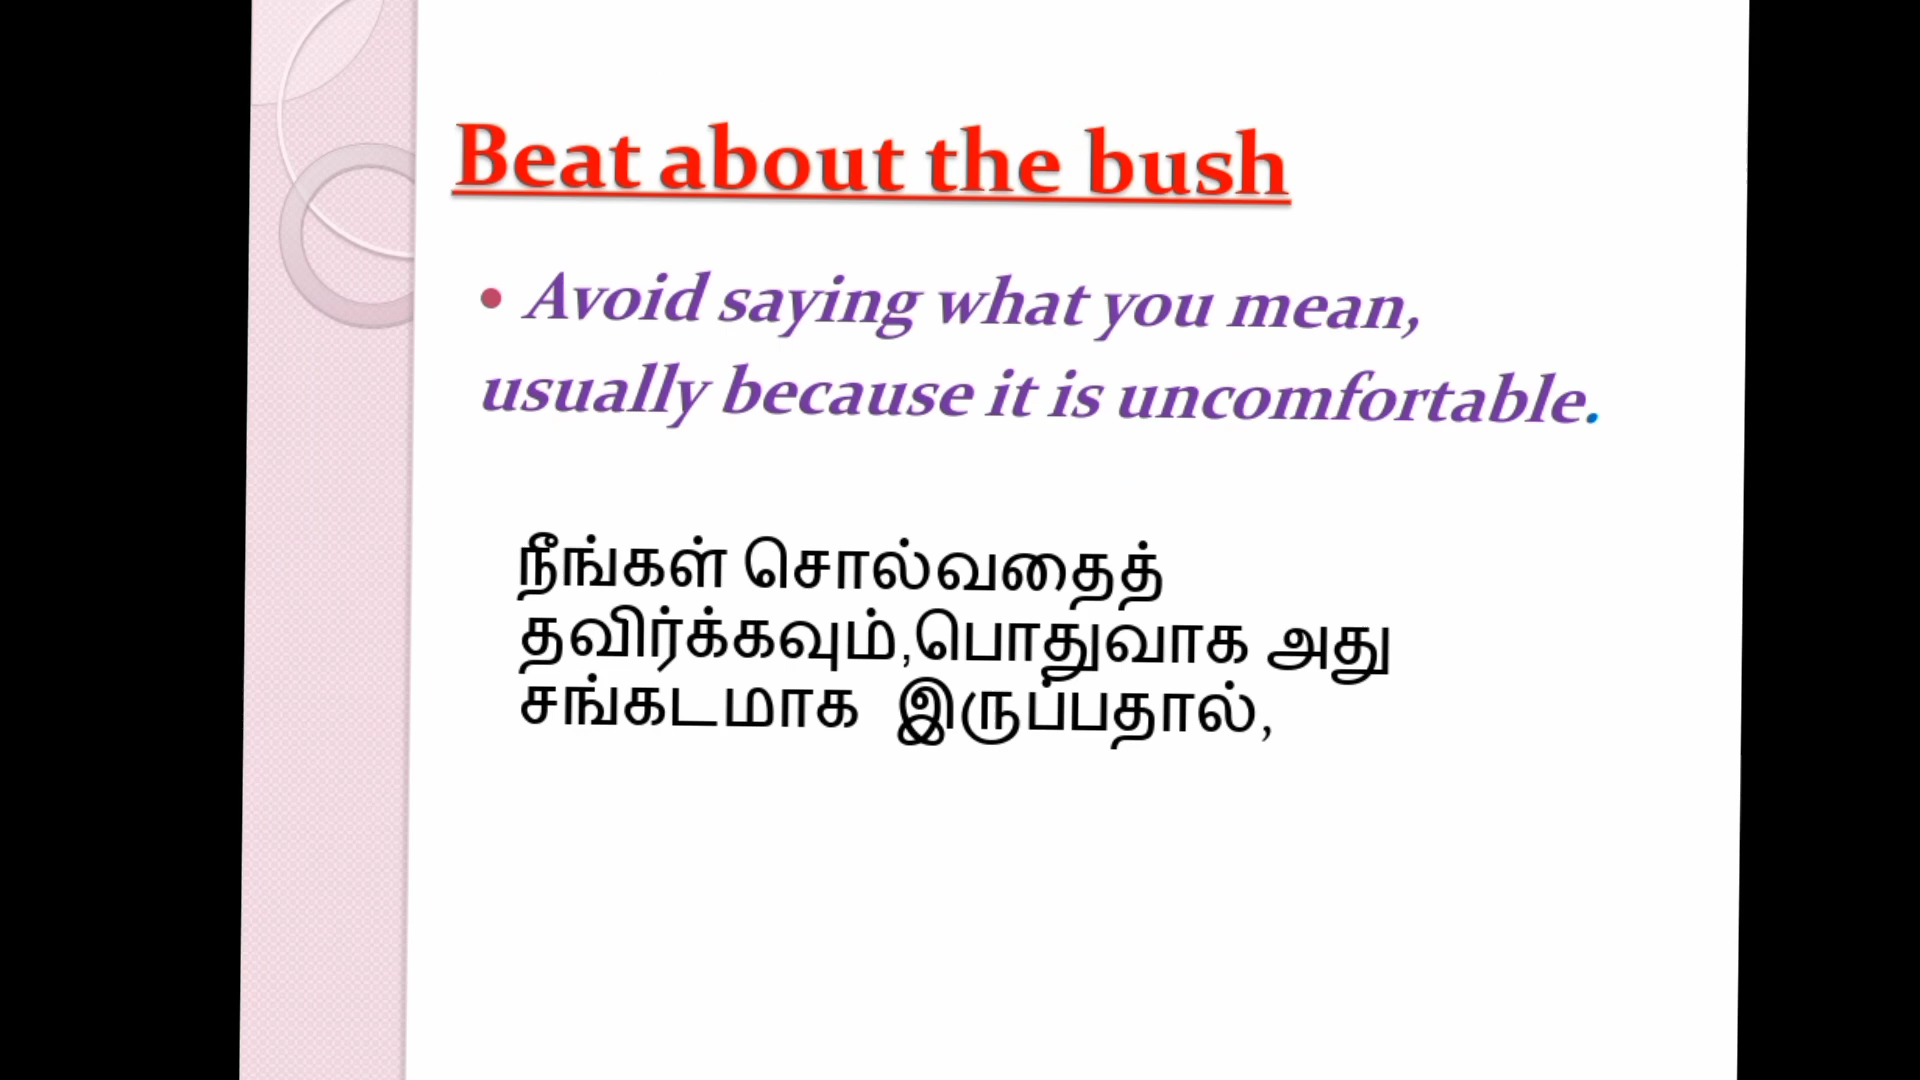 Beat about the bush
• Avoid saying what you mean,
usually because it is uncomfortable.
நீங்கள் சொல்வதைத்
தவிர்க்கவும்,பொதுவாக அது
சங்கடமாக இருப்பதால்,